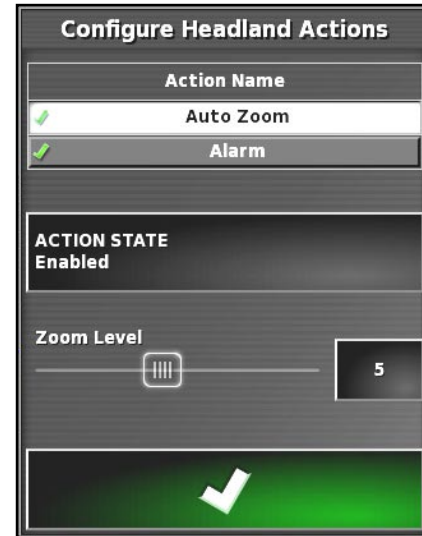 Configure Headland Actions
Action Name
Auto Zoom
Alarm
ACTION STATE
Enabled
Zoom Level
5